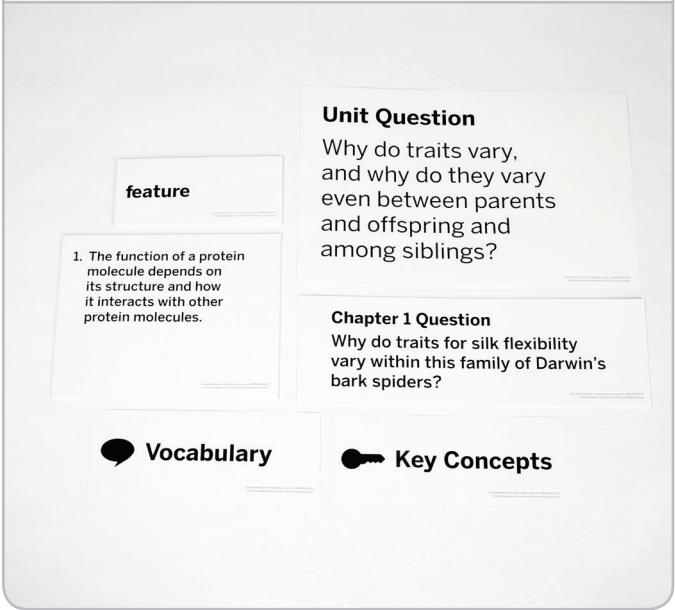 Unit Question
Why do traits vary,
and why do they vary
even between parents
and offspring and
among siblings?
feature
1. The function of a protein
molecule depends on
its structure and how
it interacts with other
protein molecules.
Chapter 1 Question
Why do traits for silk flexibility
vary within this family of Darwin's
bark spiders?
Vocabulary
Key Concepts